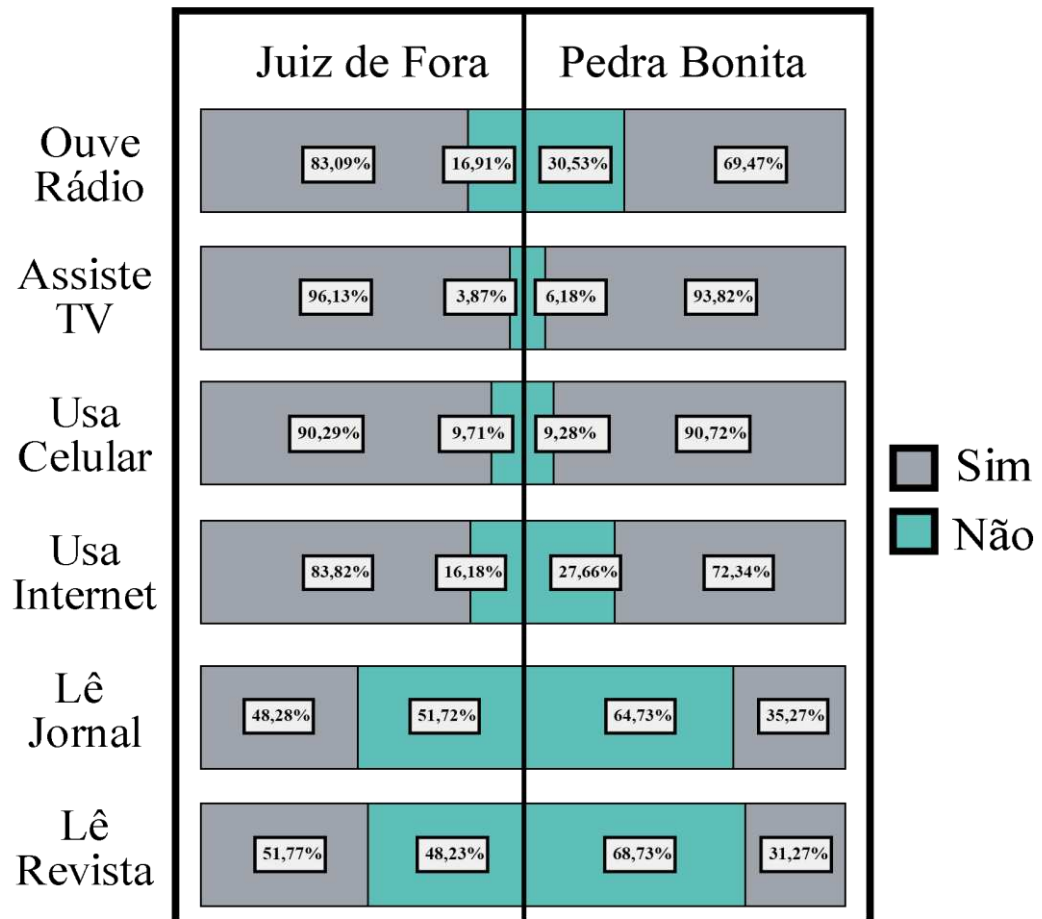 Juiz de Fora Pedra Bonita
Ouve
Rádio
83,09% 16,91% 30,53% 69,47%
Assiste
TV
96,13% 3,87% 6,18% 93,82%
Usa
Celular
90,29% 9,71% 9,28% 90,72%
Usa
Internet
83,82% 16,18% 27,66% 72,34%
Lê
Jornal
48,28% 51,72% 64,73% 35,27%
Lê
Revista
51,77% 48,23% 68,73% 31,27%
Sim
Não